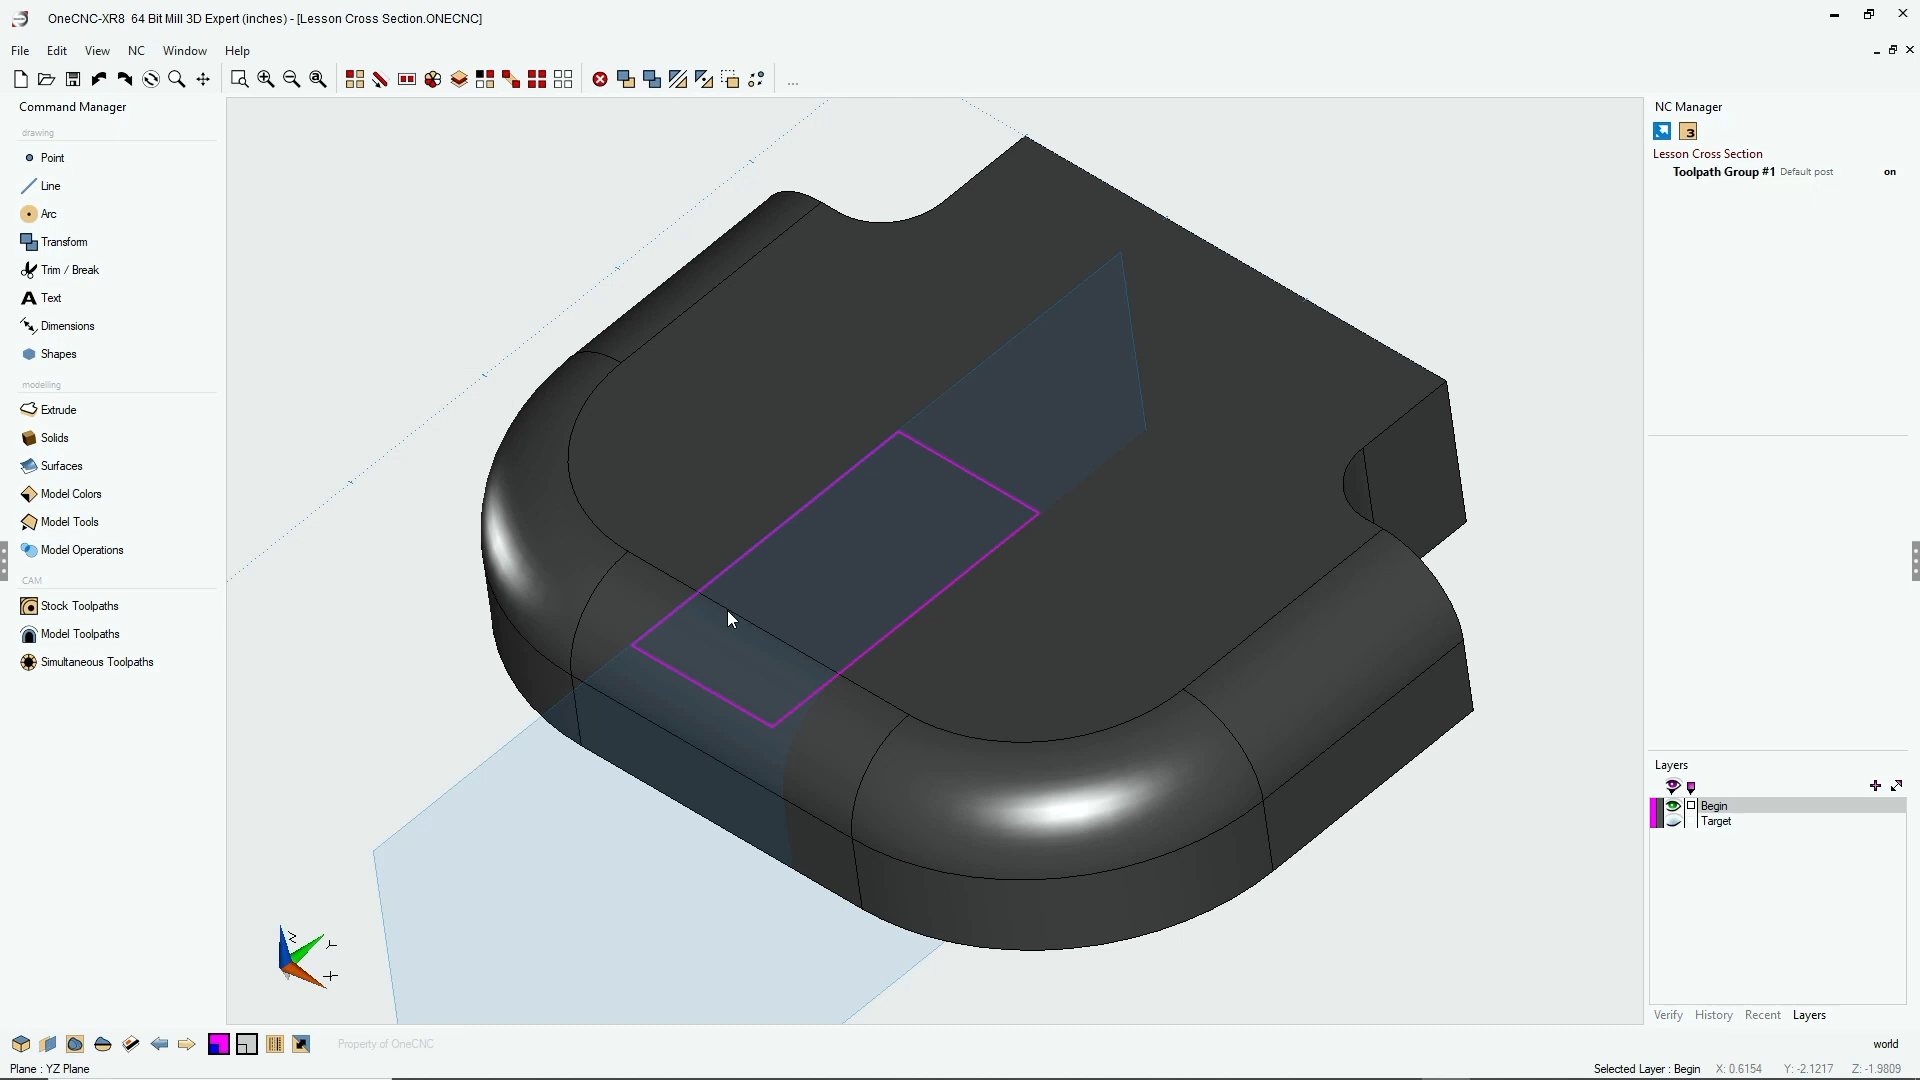 OneCNC-XR8 64 Bit Mill 3D Expert (inches) - [Lesson Cross Section.ONECNC]
File Edit View NC Window Help
...
Command Manager
drawing
Point
Line
Arc
Transform
Trim / Break
A Text
Dimensions
Shapes
modelling
Extrude
Solids
Surfaces
Model Colors
Model Tools
Model Operations
CAM
Stock Toolpaths
Model Toolpaths
Simultaneous Toolpaths
Z Y X
NC Manager
3
Lesson Cross Section
Toolpath Group #1 Default post on
Layers
Begin
Target
Verify History Recent Layers
Property of OneCNC
world
Plane : YZ Plane
Selected Layer : Begin X: 0.6154 Y: -2.1217 Z: -1.9809